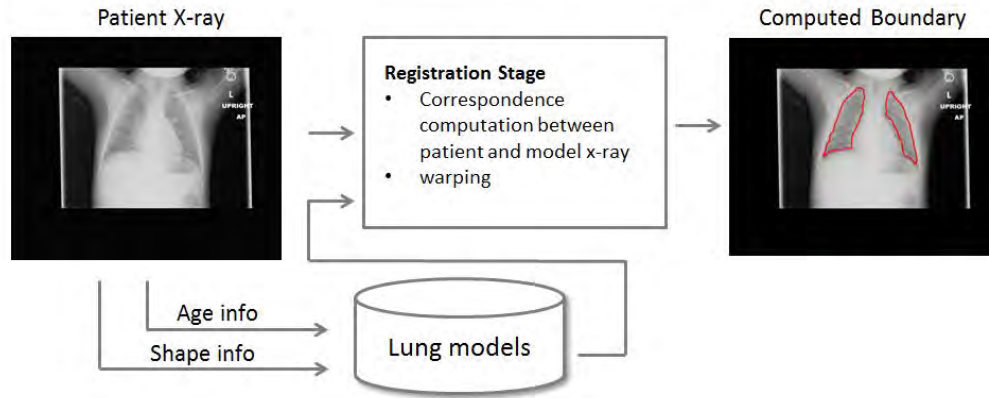 Patient X-ray
Computed Boundary
L
UPRIGHT
AP
Registration Stage
• Correspondence
computation between
patient and model x-ray
• warping
L
UPRIGHT
AP
Age info
Shape info
Lung models